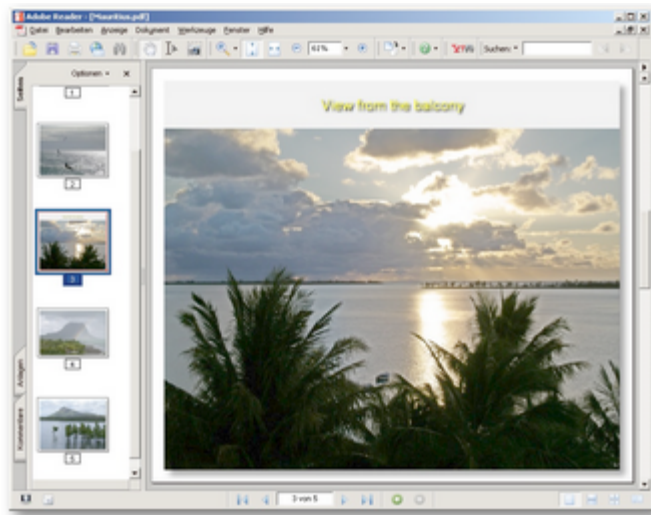 Adobe Reader - [Mauritius.pdf]
Datei Bearbeiten Anzeige Dokument Werkzeuge Fenster Hilfe
61%
Suchen:
Optionen
Seiten
1
View from the balcony
2
3
4
Anlagen
Kommentare
5
3 von 5